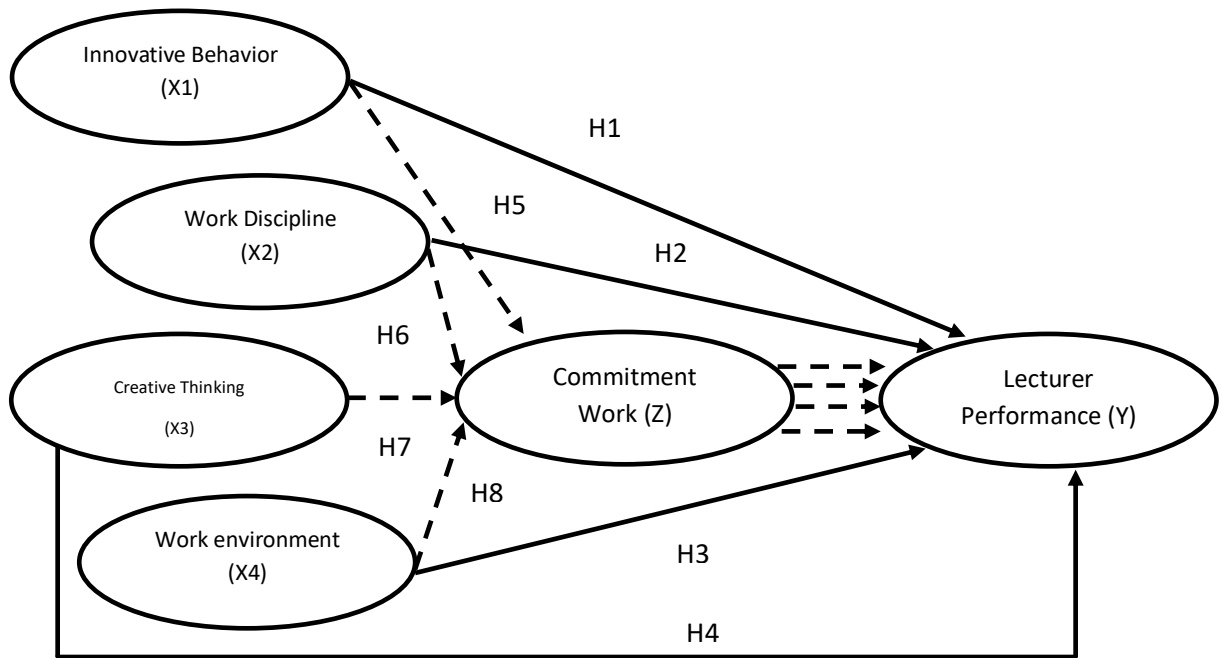 Innovative Behavior
(X1)
H1
H5
Work Discipline
(X2)
H2
H6
Commitment
Work (Z)
Lecturer
Performance (Y)
Creative Thinking
(X3)
H7
H8
Work environment
(X4)
H3
H4